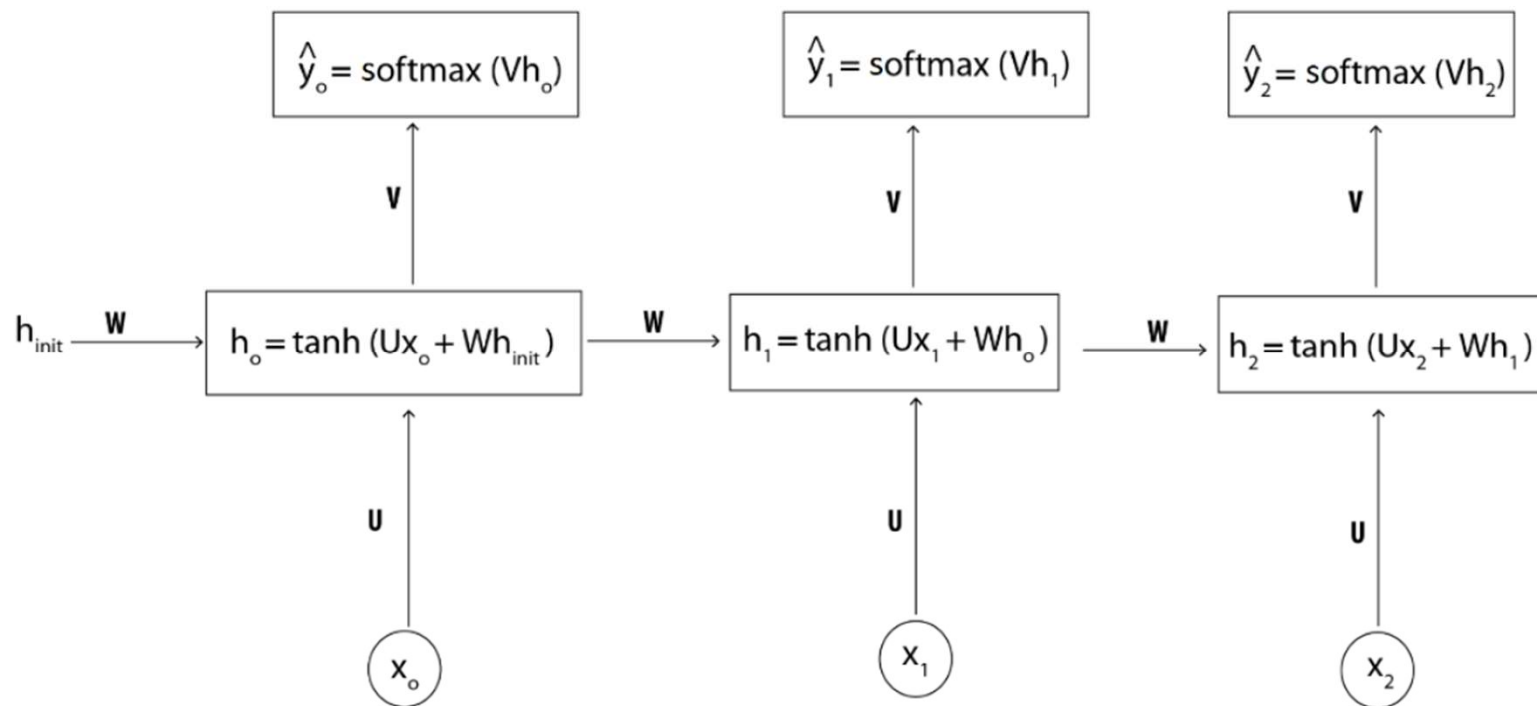 ŷ₀ = softmax (Vh₀)
ŷ₁ = softmax (Vh₁)
ŷ₂ = softmax (Vh₂)
V
V
V
h_init
W
h₀ = tanh (Ux₀ + Wh_init)
W
h₁ = tanh (Ux₁ + Wh₀)
W
h₂ = tanh (Ux₂ + Wh₁)
U
U
U
x₀
x₁
x₂